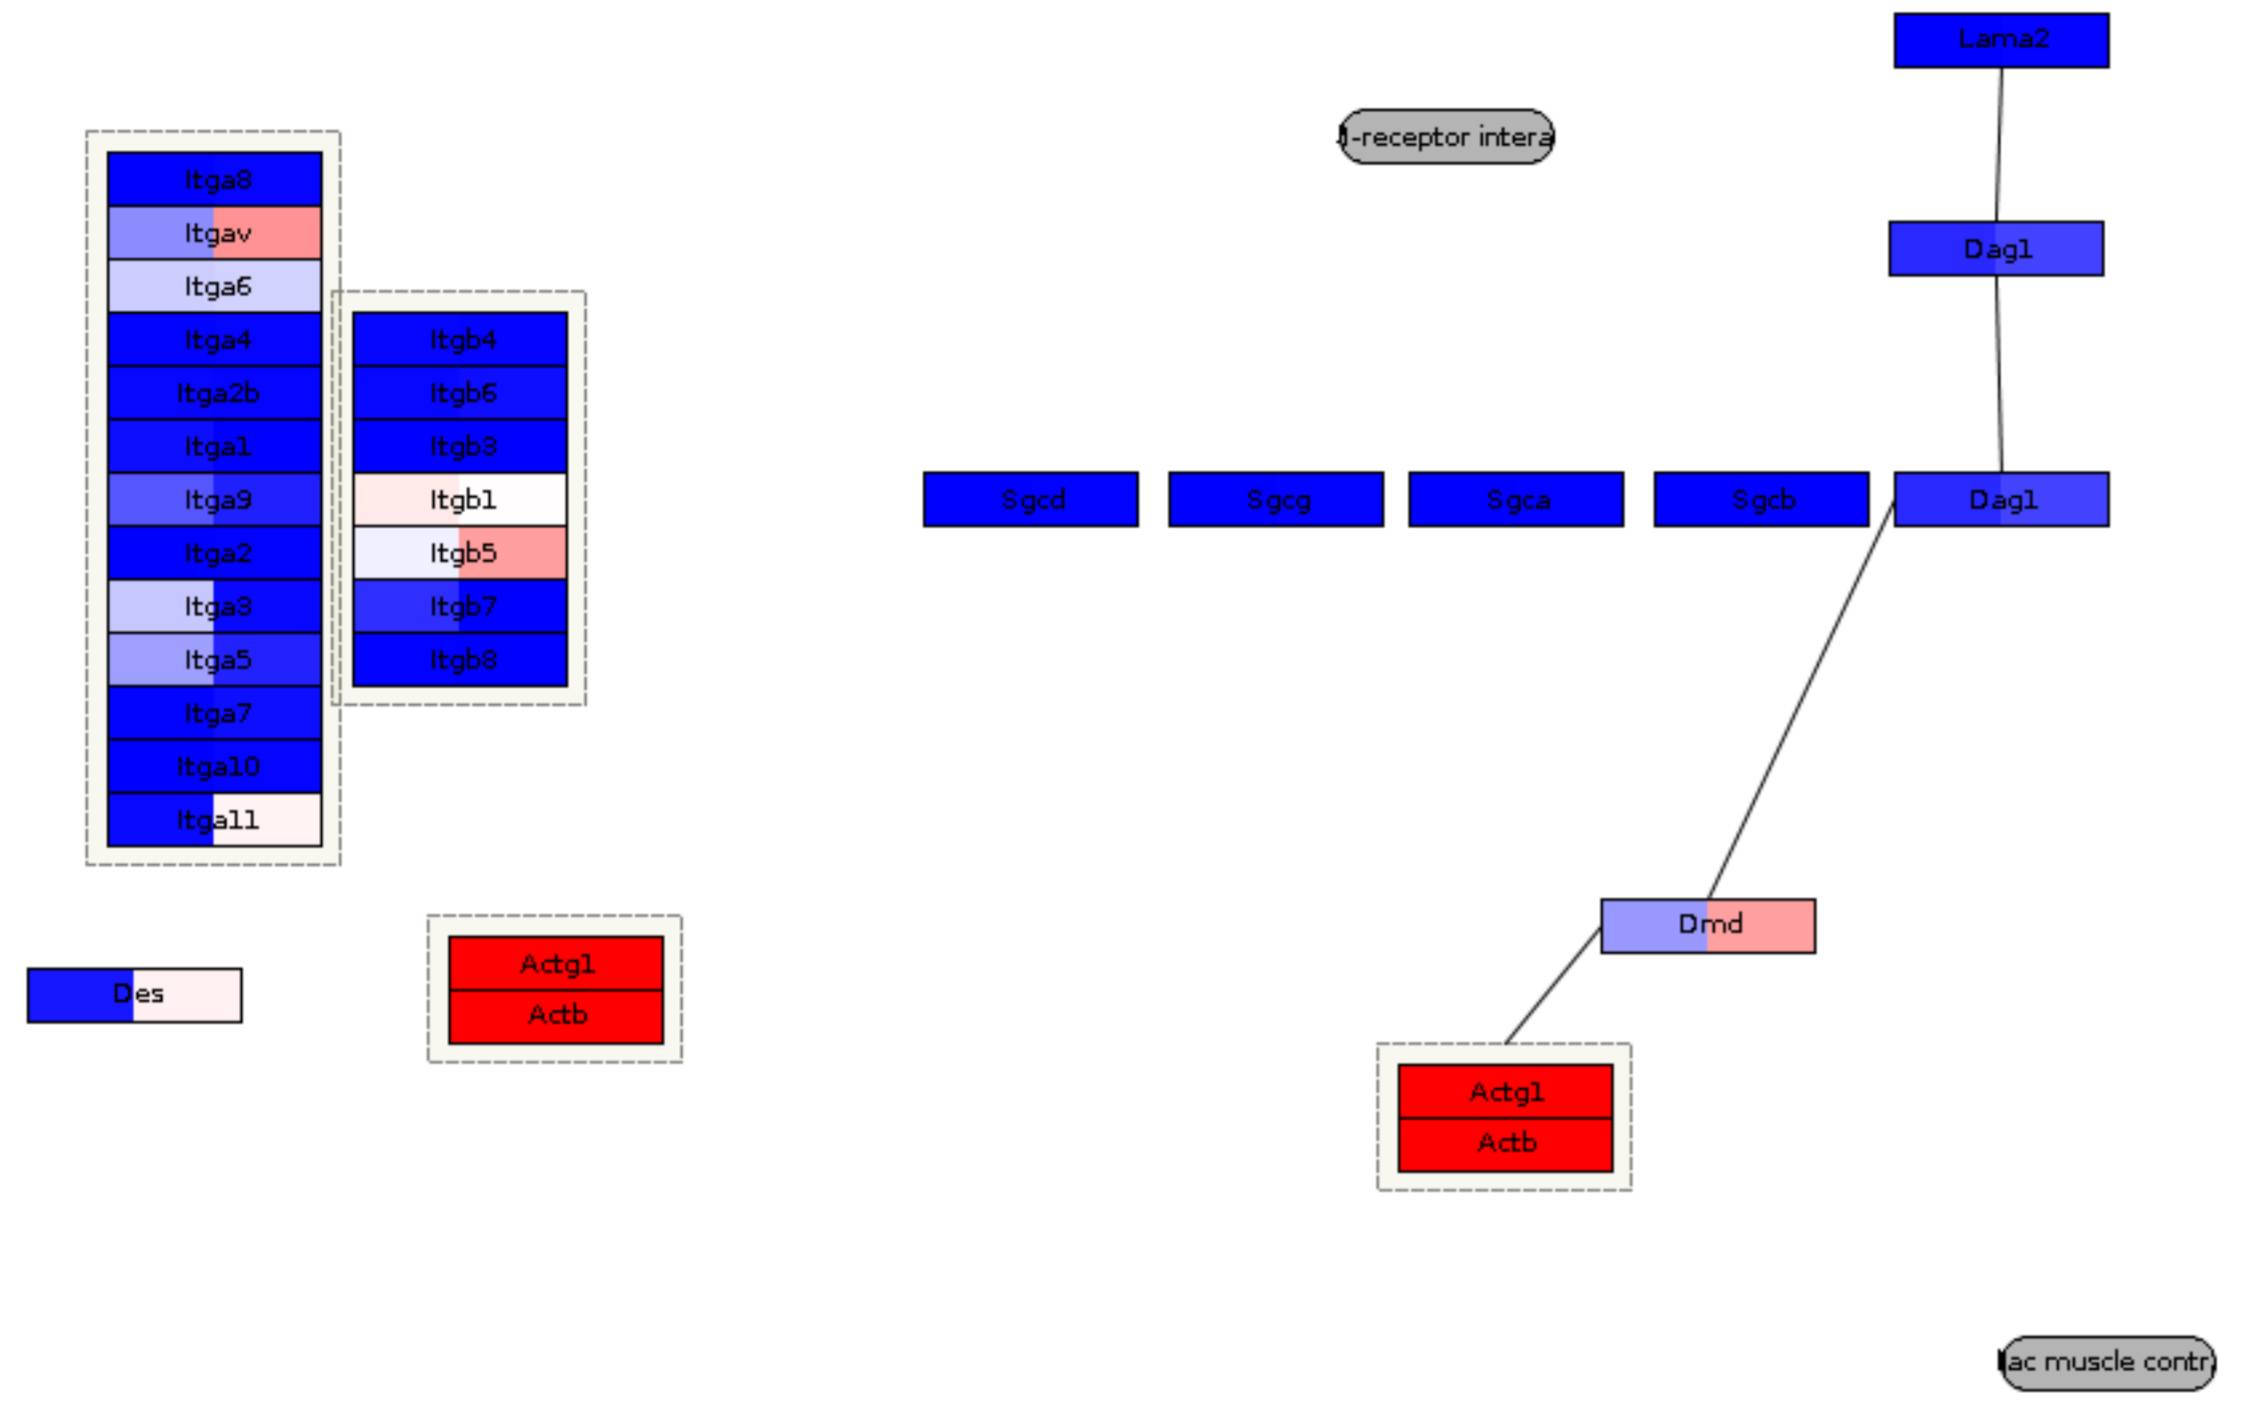 Lama2
-receptor intera
Itga8
Itgav
Dag1
Itga6
Itga4
Itgb4
Itga2b
Itgb6
Itga1
Itgb3
Itga9
Itgb1
Sgcd
Sgcg
Sgca
Sgcb
Dag1
Itga2
Itgb5
Itga3
Itgb7
Itga5
Itgb8
Itga7
Itga10
Itga11
Dmd
Actg1
Des
Actb
Actg1
Actb
ac muscle contr